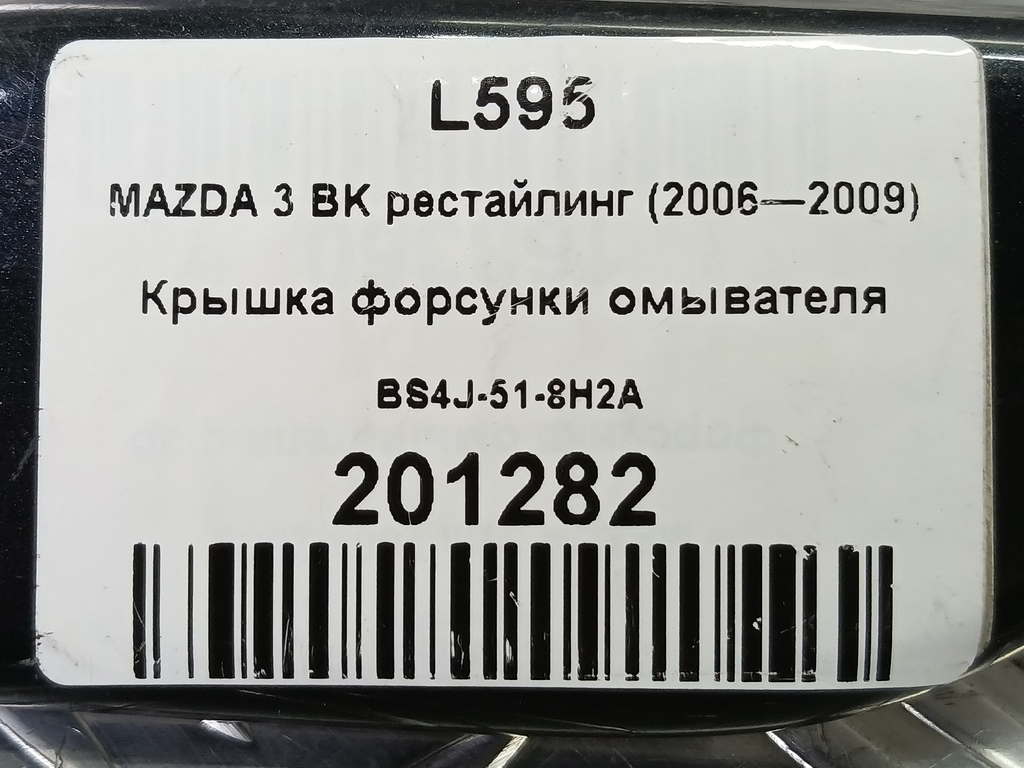 L595
MAZDA 3 BK рестайлинг (2006—2009)
Крышка форсунки омывателя
BS4J-51-8H2A
201282